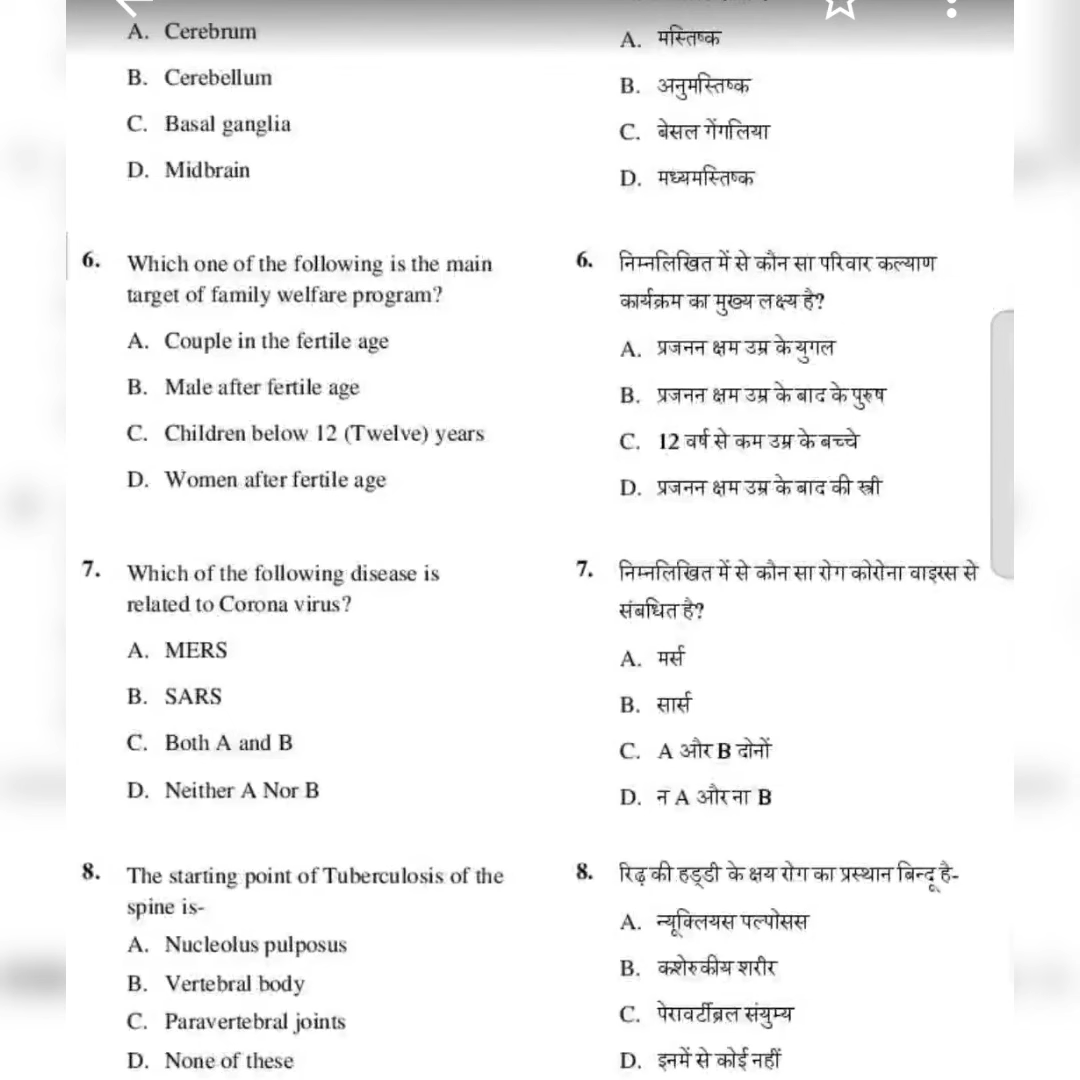 A. Cerebrum
B. Cerebellum
C. Basal ganglia
D. Midbrain
6. Which one of the following is the main
target of family welfare program?
A. Couple in the fertile age
B. Male after fertile age
C. Children below 12 (Twelve) years
D. Women after fertile age
7. Which of the following disease is
related to Corona virus?
A. MERS
B. SARS
C. Both A and B
D. Neither A Nor B
8. The starting point of Tuberculosis of the
spine is-
A. Nucleolus pulposus
B. Vertebral body
C. Paravertebral joints
D. None of these
A. मस्तिष्क
B. अनुमस्तिष्क
C. बेसल गेंगलिया
D. मध्यमस्तिष्क
6. निम्नलिखित में से कौन सा परिवार कल्याण
कार्यक्रम का मुख्य लक्ष्य है?
A. प्रजनन क्षम उम्र के युगल
B. प्रजनन क्षम उम्र के बाद के पुरुष
C. 12 वर्ष से कम उम्र के बच्चे
D. प्रजनन क्षम उम्र के बाद की स्त्री
7. निम्नलिखित में से कौन सा रोग कोरोना वाइरस से
संबधित है?
A. मर्स
B. सार्स
C. A और B दोनों
D. न A और ना B
8. रिढ़ की हड्डी के क्षय रोग का प्रस्थान बिन्दू है-
A. न्यूक्लियस पल्पोसस
B. कशेरुकीय शरीर
C. पेरावर्टीब्रल संयुग्म
D. इनमें से कोई नहीं